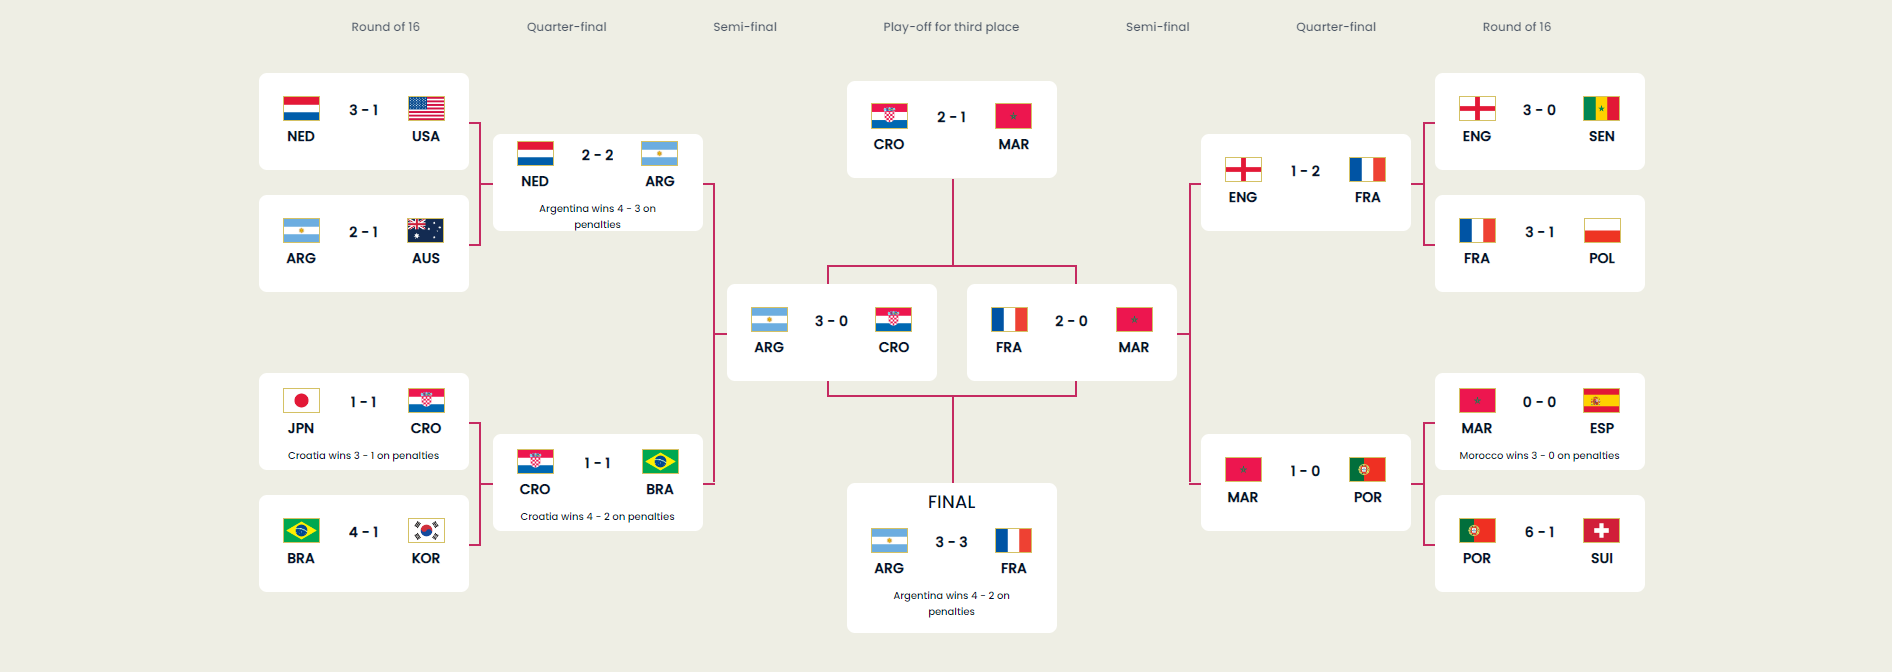 Round of 16
Quarter-final
Semi-final
Play-off for third place
Semi-final
Quarter-final
Round of 16
3 - 1
NED
USA
2 - 1
ARG
AUS
1 - 1
JPN
CRO
Croatia wins 3 - 1 on penalties
4 - 1
BRA
KOR
2 - 2
NED
ARG
Argentina wins 4 - 3 on
penalties
1 - 1
CRO
BRA
Croatia wins 4 - 2 on penalties
3 - 0
ARG
CRO
2 - 1
CRO
MAR
FINAL
3 - 3
ARG
FRA
Argentina wins 4 - 2 on
penalties
2 - 0
FRA
MAR
1 - 2
ENG
FRA
1 - 0
MAR
POR
3 - 0
ENG
SEN
3 - 1
FRA
POL
0 - 0
MAR
ESP
Morocco wins 3 - 0 on penalties
6 - 1
POR
SUI